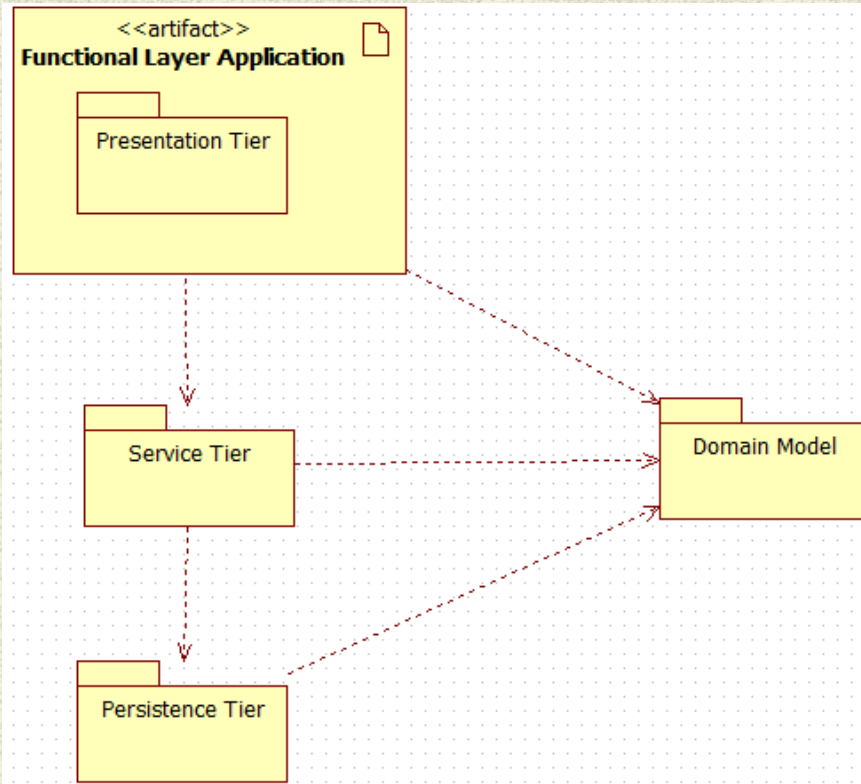 <<artifact>>
Functional Layer Application
Presentation Tier
Service Tier
Domain Model
Persistence Tier